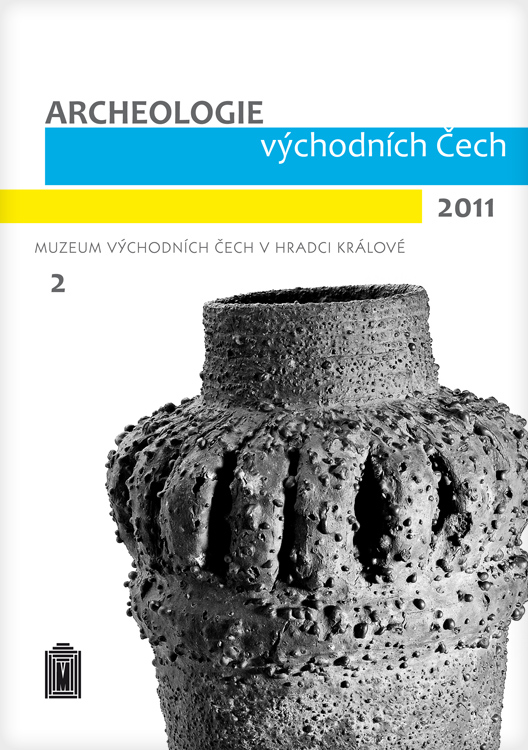 ARCHEOLOGIE
východních Čech
2011
MUZEUM VÝCHODNÍCH ČECH V HRADCI KRÁLOVÉ
2
M